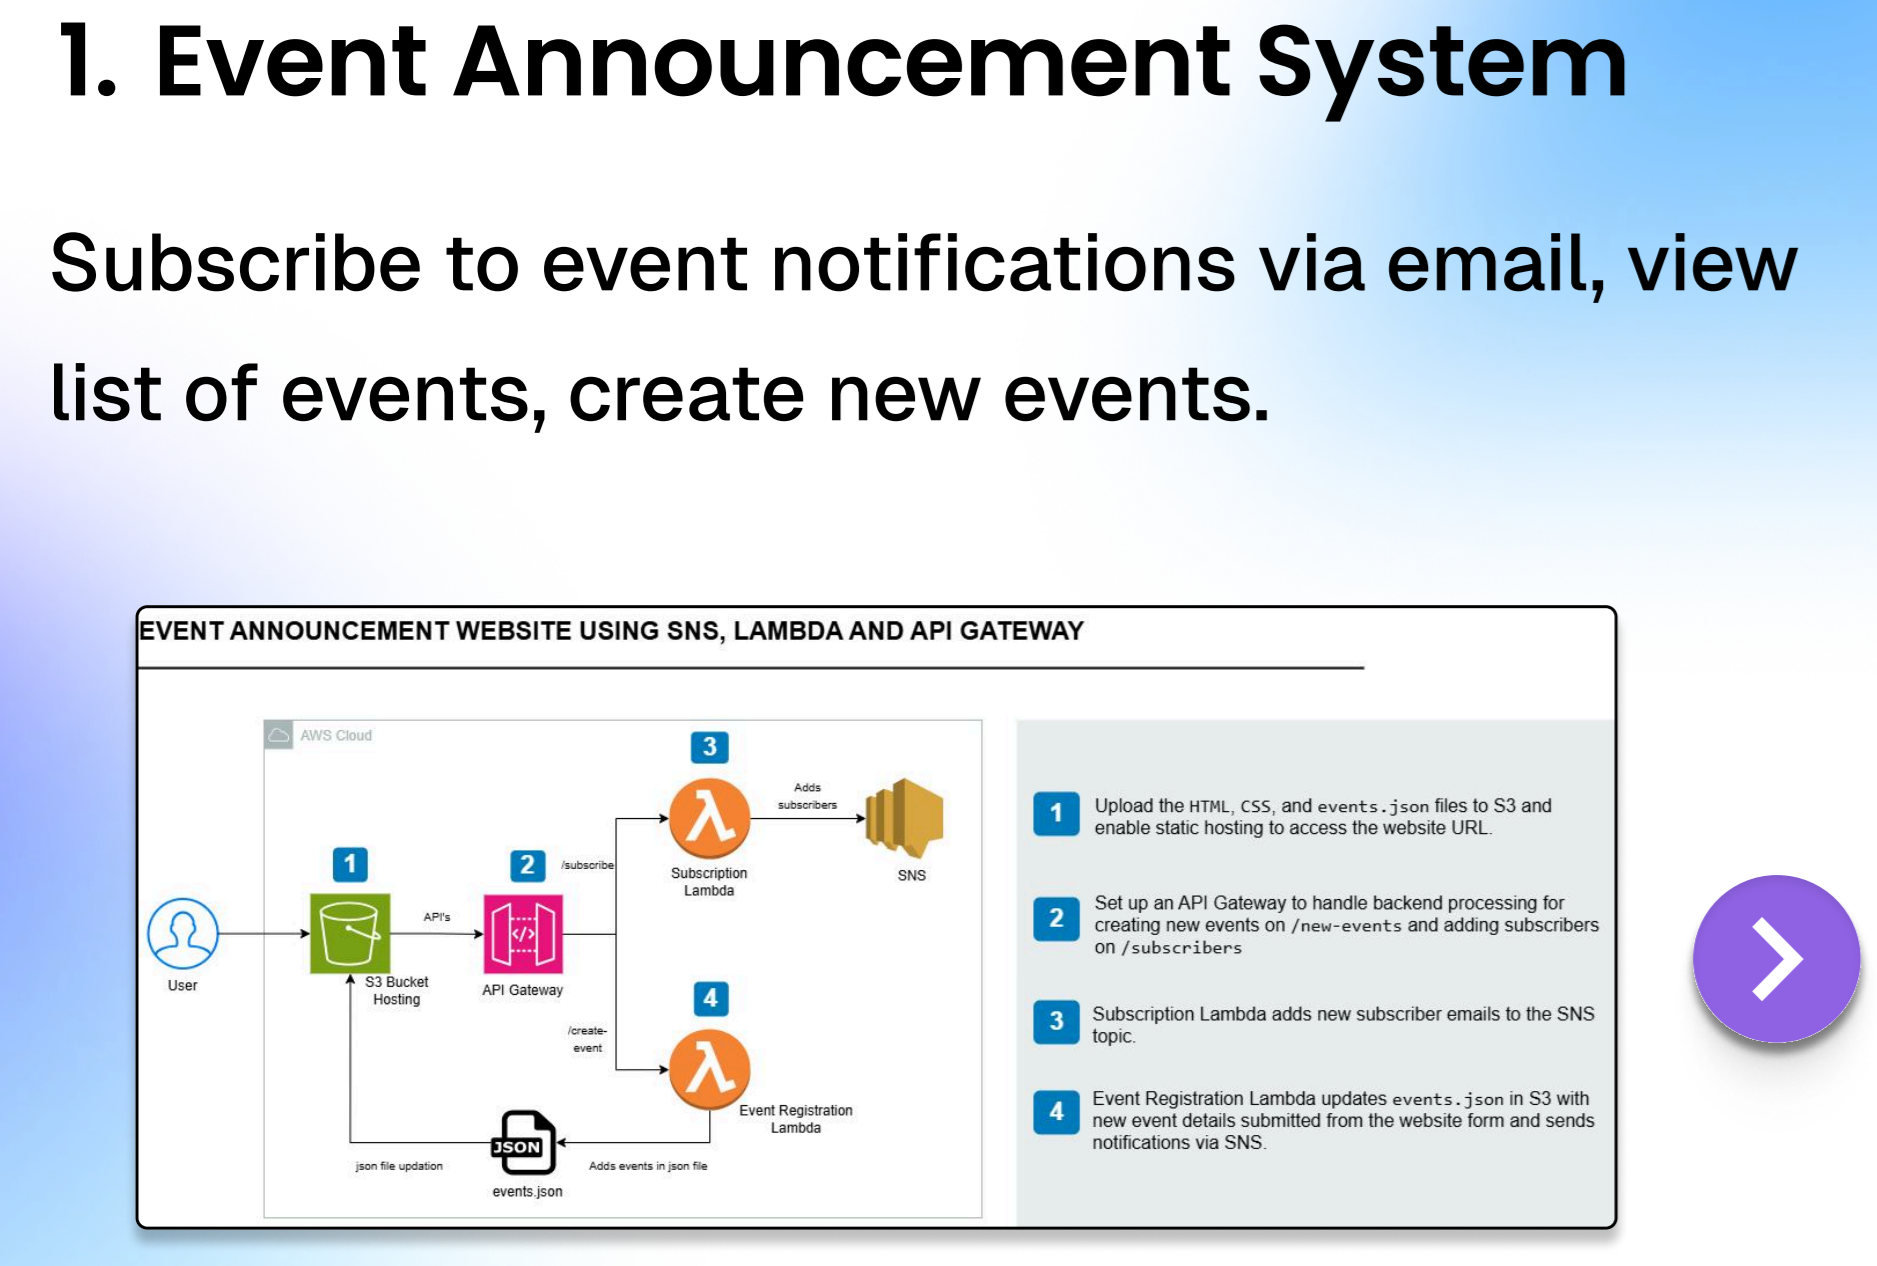 1. Event Announcement System
Subscribe to event notifications via email, view
list of events, create new events.
EVENT ANNOUNCEMENT WEBSITE USING SNS, LAMBDA AND API GATEWAY
AWS Cloud
3
Adds
subscribers
1
2
/subscribe
Subscription
Lambda
SNS
API's
User
S3 Bucket
Hosting
API Gateway
4
/create-
event
Event Registration
Lambda
JSON
json file updation
Adds events in json file
events.json
1
Upload the HTML, CSS, and events.json files to S3 and
enable static hosting to access the website URL.
2
Set up an API Gateway to handle backend processing for
creating new events on /new-events and adding subscribers
on /subscribers
3
Subscription Lambda adds new subscriber emails to the SNS
topic.
4
Event Registration Lambda updates events.json in S3 with
new event details submitted from the website form and sends
notifications via SNS.